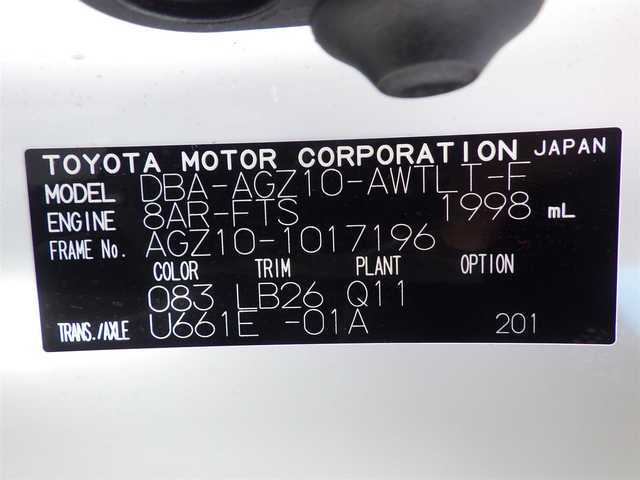 TOYOTA MOTOR CORPORATION JAPAN
MODEL DBA-AGZ10-AWTLT-F
ENGINE 8AR-FTS 1998 mL
FRAME No. AGZ10-1017196
COLOR TRIM PLANT OPTION
083 LB26 Q11
TRANS./AXLE U661E -01A 201